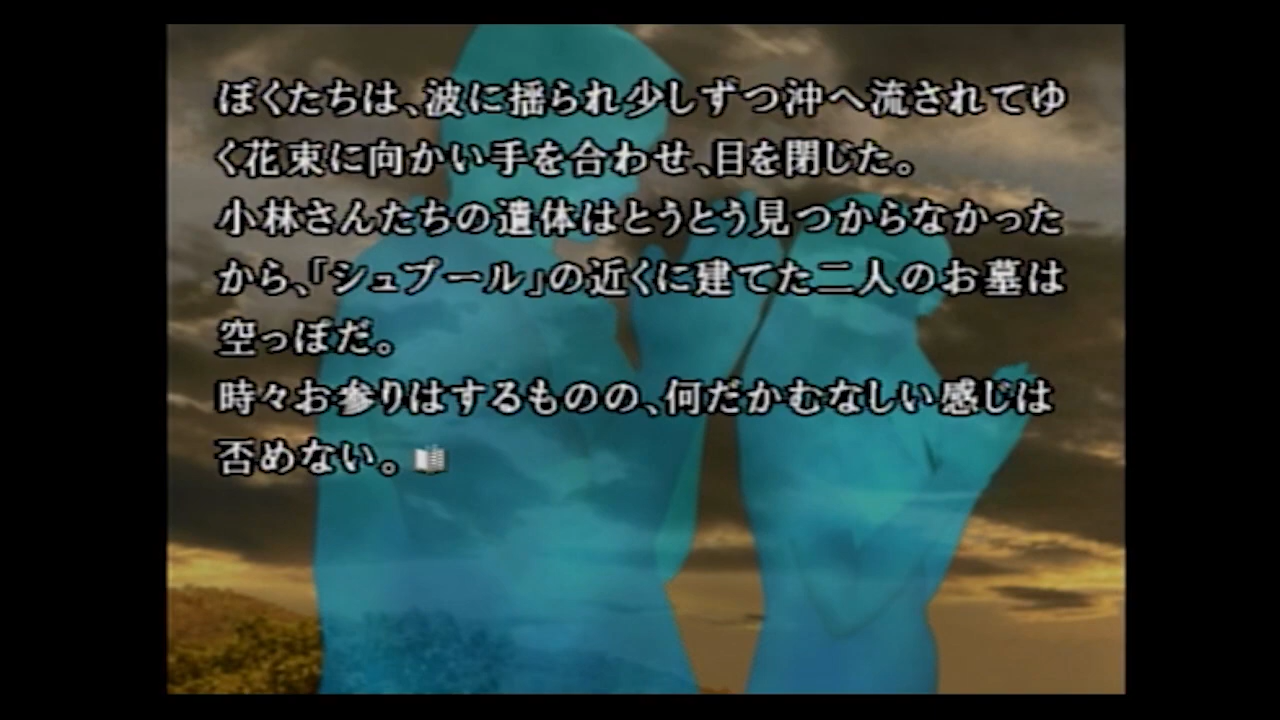 ぼくたちは、波に揺られ少しずつ沖へ流されてゆ
く花束に向かい手を合わせ、目を閉じた。
小林さんたちの遺体はとうとう見つからなかった
から、「シュプール」の近くに建てた二人のお墓は
空っぽだ。
時々お参りはするものの、何だかむなしい感じは
否めない。